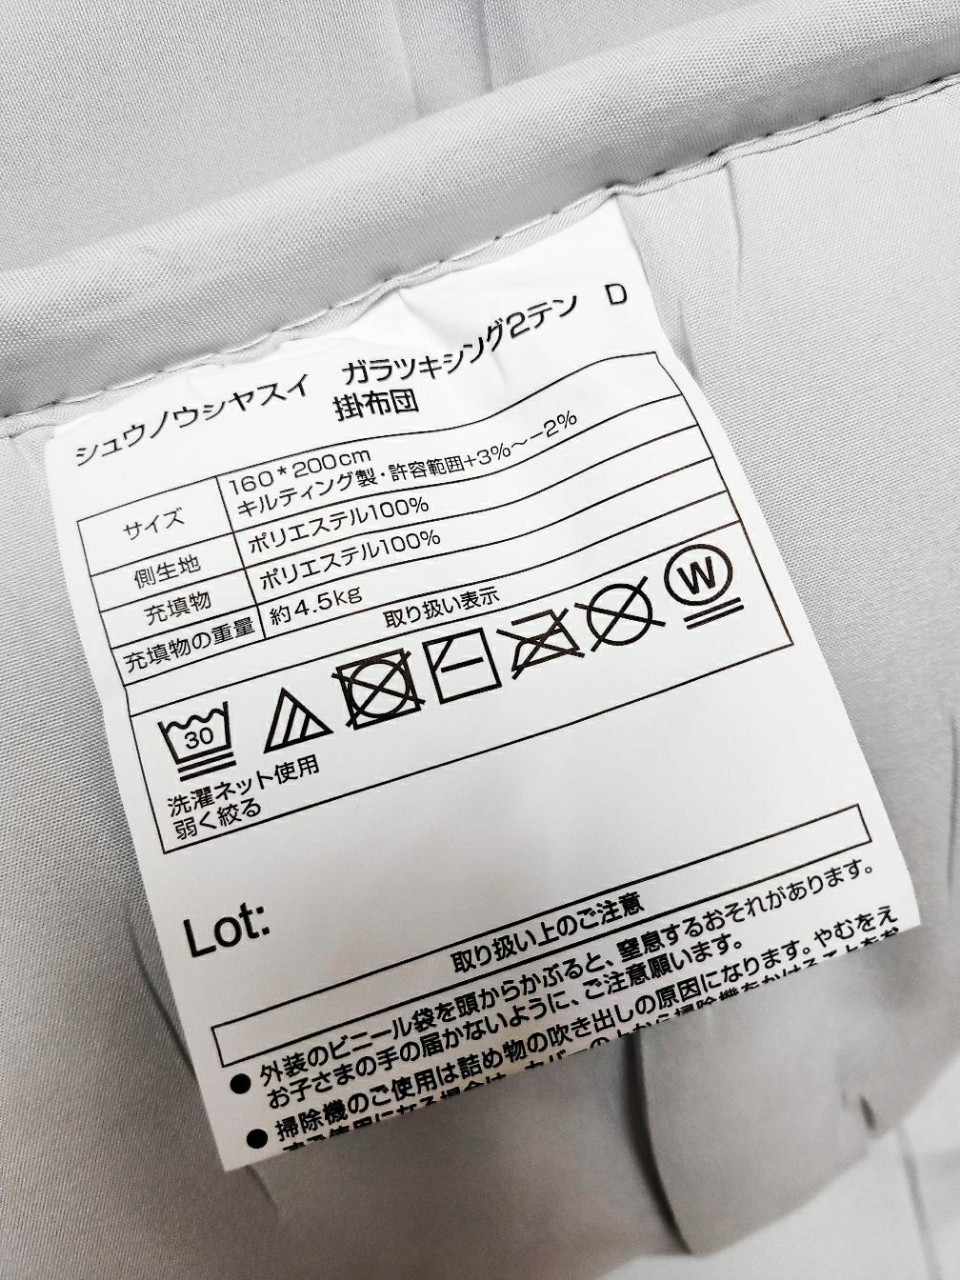 シュウノウシヤスイ ガラツキシング2テン D
掛布団
サイズ 160*200cm
キルティング製・許容範囲+3%~-2%
側生地 ポリエステル100%
充填物 ポリエステル100%
充填物の重量 約4.5kg
取り扱い表示
30
W
洗濯ネット使用
弱く絞る
Lot:
取り扱い上のご注意
●外装のビニール袋を頭からかぶると、窒息するおそれがあります。
お子さまの手の届かないように、ご注意願います。
●掃除機のご使用は詰め物の吹き出しの原因になります。やむをえ